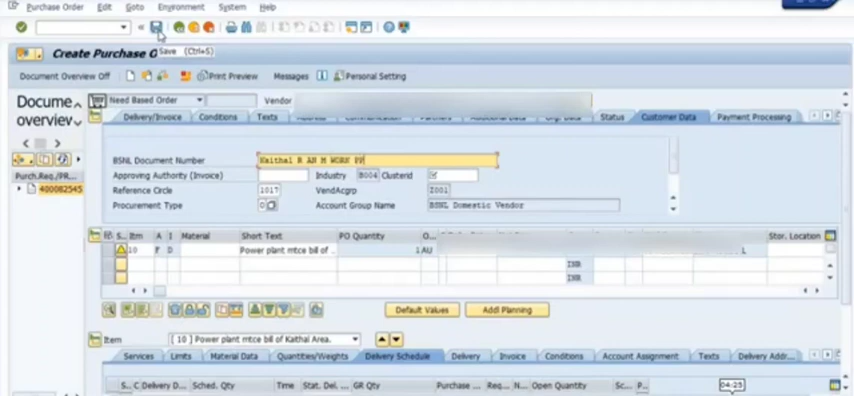 Purchase Order Edit Goto Environment System Help
Create Purchase O
Save (Ctrl+S)
Document Overview Off Print Preview Messages Personal Setting
Docume
overview
Need Based Order Vendor
Delivery/Invoice Conditions Texts Status Customer Data Payment Processing
BSNL Document Number Kaithal R AN M WORK PP
Approving Authority (Invoice) Industry B004 ClusterId
Reference Circle 1017 VendAcgrp Z001
Procurement Type Account Group Name BSNL Domestic Vendor
Purch.Req./PR...
400082545
S... Itm A I Material Short Text PO Quantity O... Stor. Location
10 F D Power plant mtce bill of .. 1 AU L
INR
INR
Default Values Addl Planning
Item [ 10 ] Power plant mtce bill of Kaithal Area.
Services Limits Material Data Quantities/Weights Delivery Schedule Delivery Invoice Conditions Account Assignment Texts Delivery Addr...
S.. C Delivery D... Sched. Qty Time Stat. Del. ... GR Qty Purchase ... Req... N... Open Quantity Sc... P..
04:25